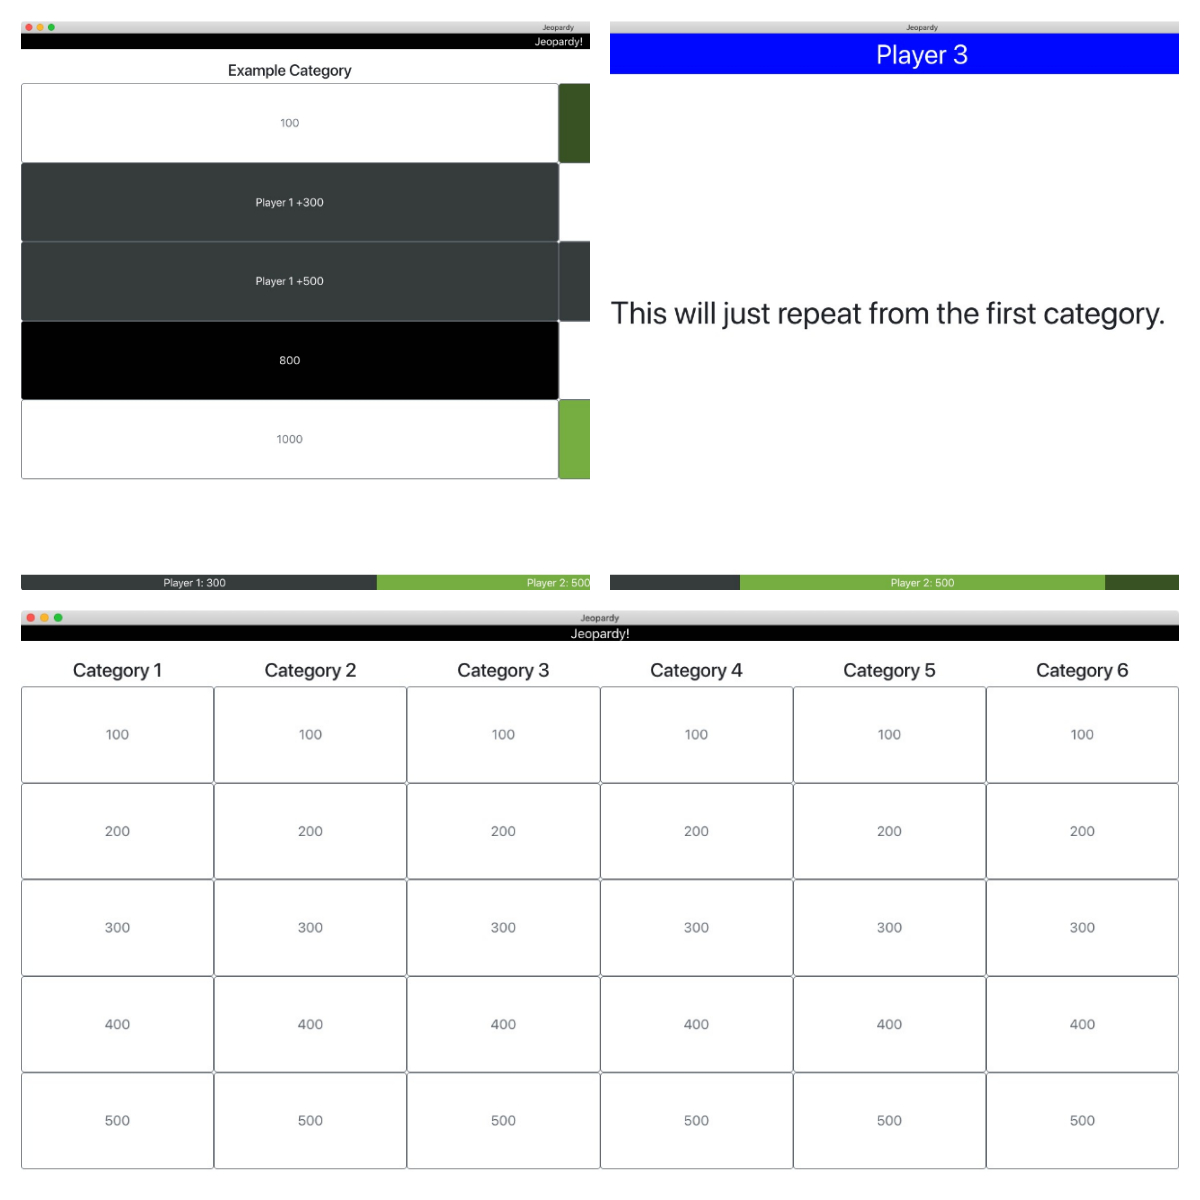 Jeopardy
Jeopardy!
Example Category
100
Player 1 +300
Player 1 +500
800
1000
Player 1: 300 Player 2: 500
Jeopardy
Player 3
This will just repeat from the first category.
Player 2: 500
Jeopardy
Jeopardy!
Category 1 Category 2 Category 3 Category 4 Category 5 Category 6
100 100 100 100 100 100
200 200 200 200 200 200
300 300 300 300 300 300
400 400 400 400 400 400
500 500 500 500 500 500